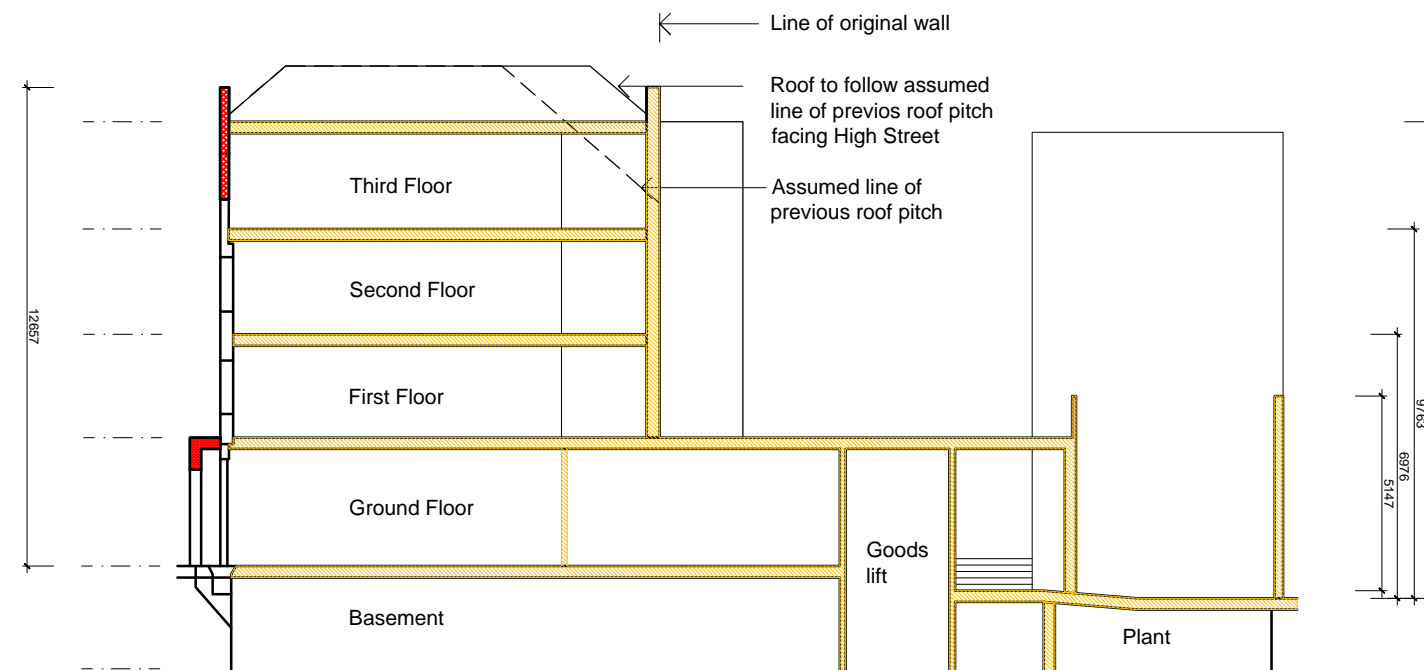 Line of original wall
Roof to follow assumed
line of previos roof pitch
facing High Street
Third Floor
Assumed line of
previous roof pitch
Second Floor
12657
First Floor
9763
6976
5147
Ground Floor
Goods
lift
Basement
Plant